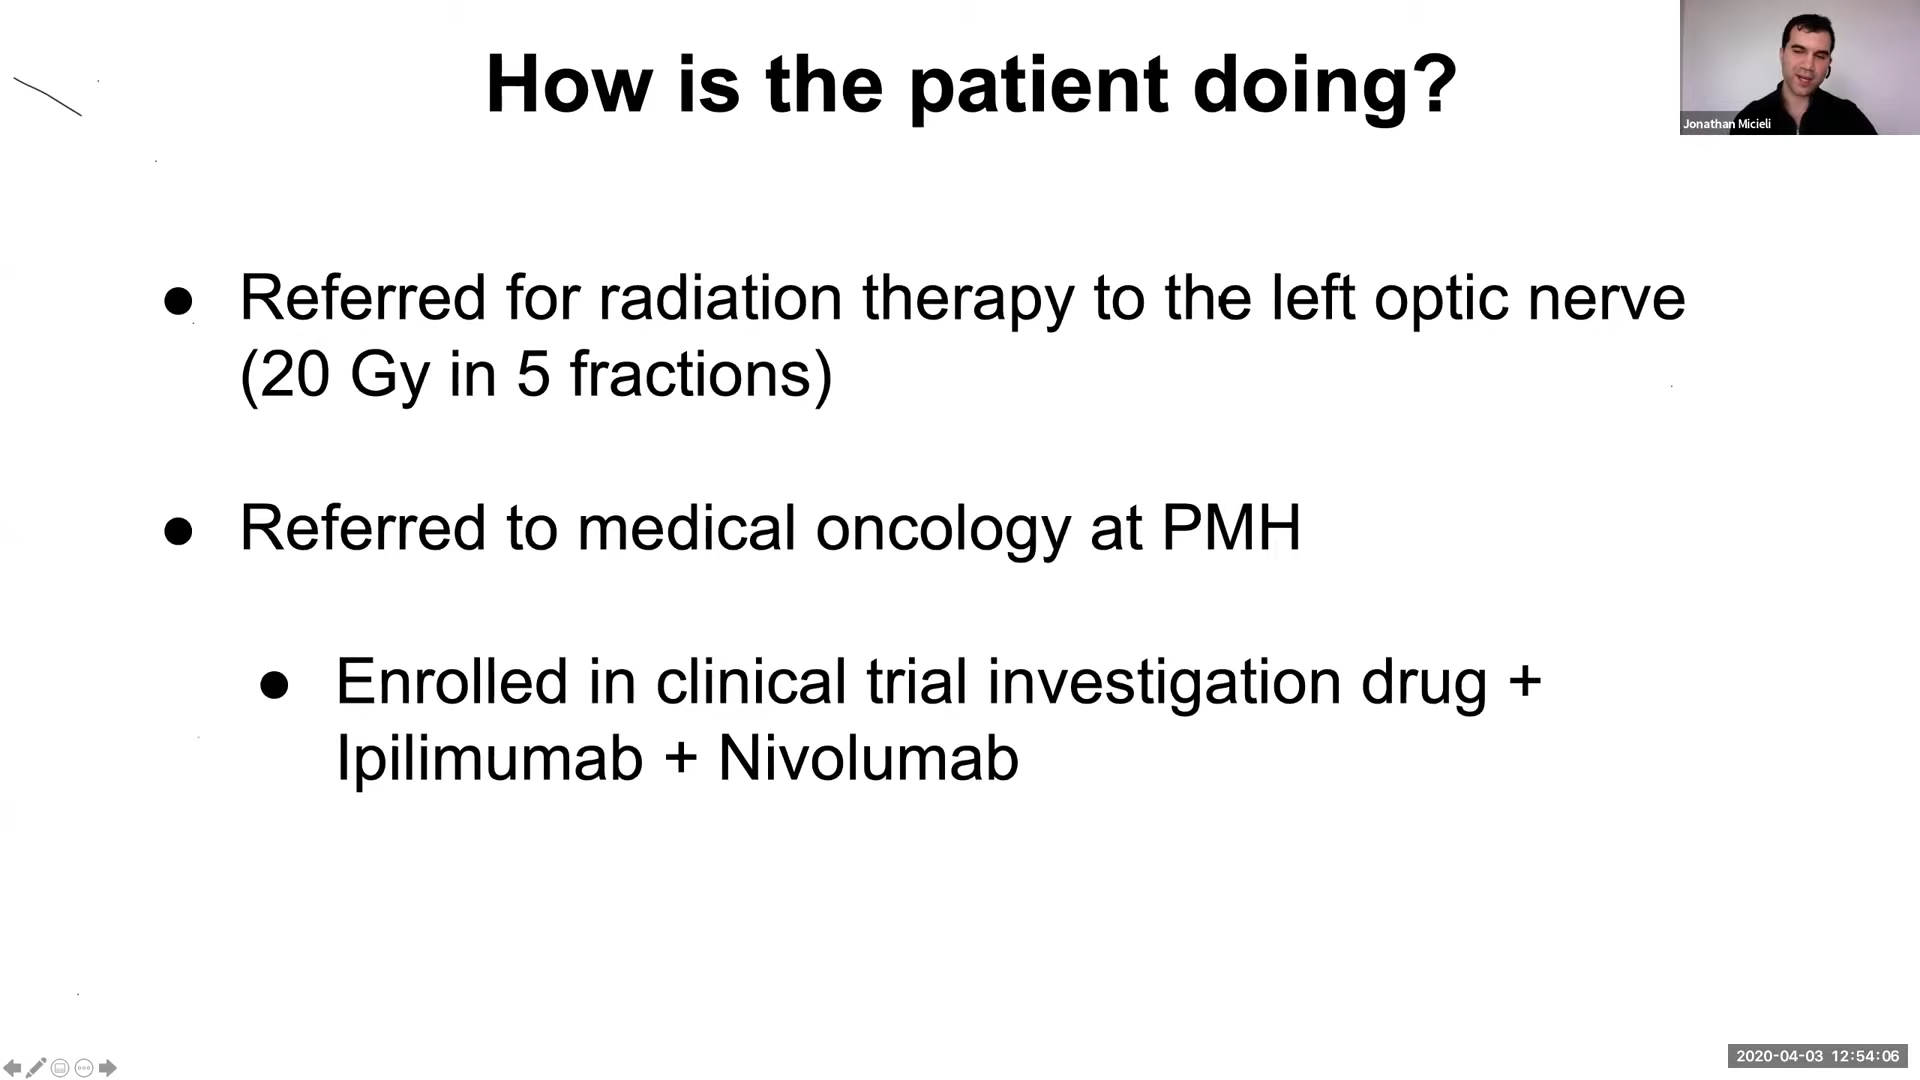 How is the patient doing?
Jonathan Micieli
● Referred for radiation therapy to the left optic nerve
(20 Gy in 5 fractions)
● Referred to medical oncology at PMH
● Enrolled in clinical trial investigation drug +
Ipilimumab + Nivolumab
2020-04-03 12:54:06